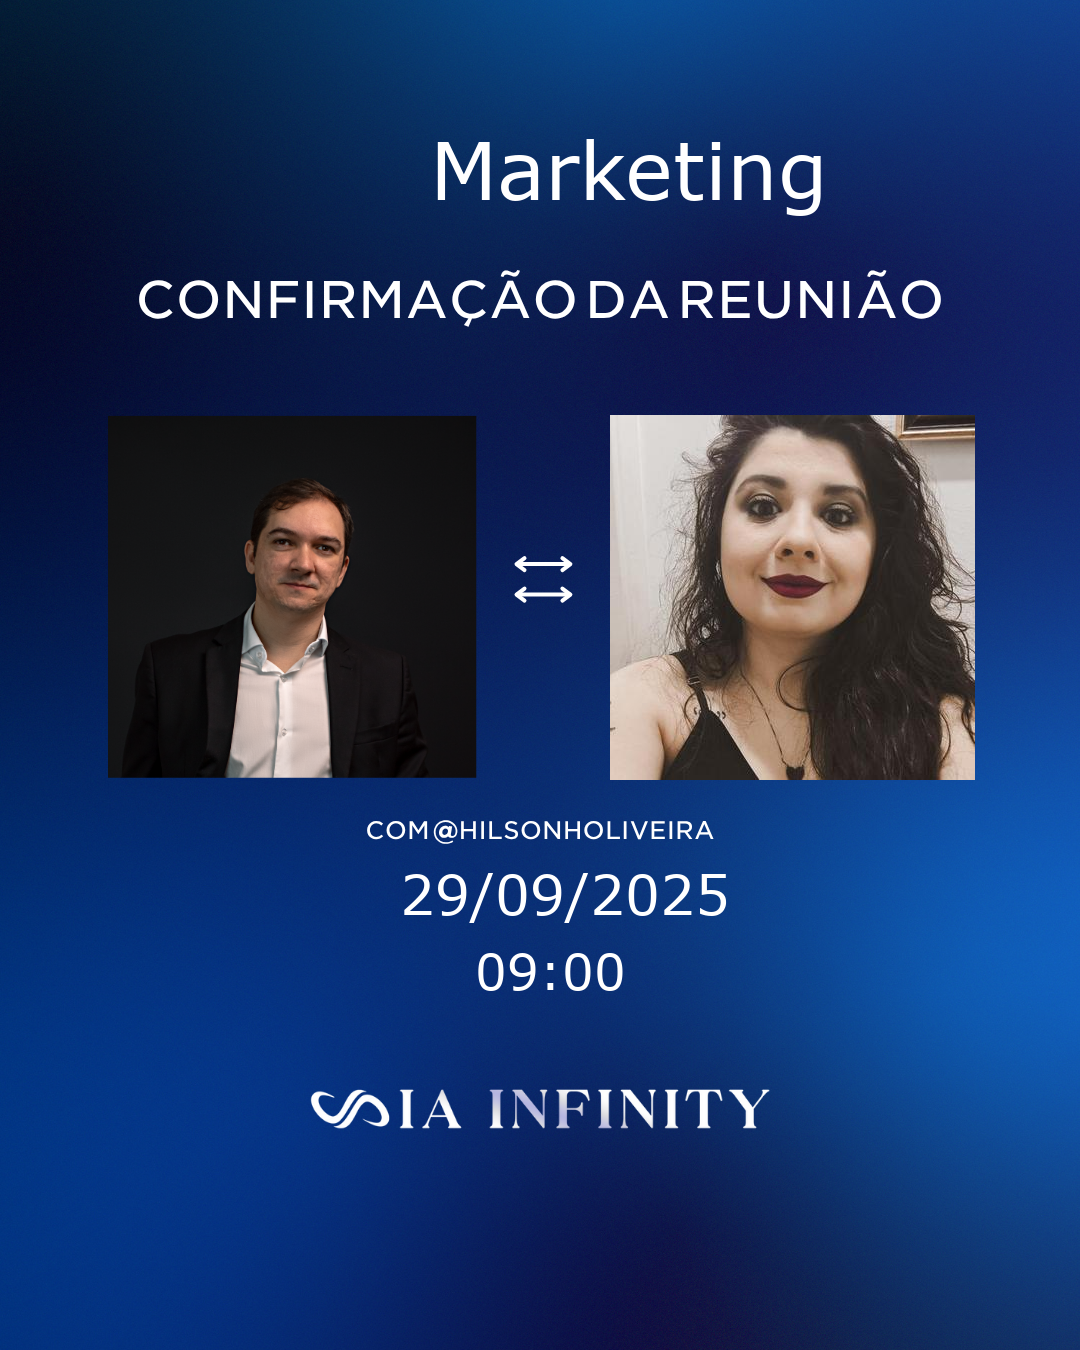 Marketing
CONFIRMAÇÃO DA REUNIÃO
COM @HILSONHOLIVEIRA
29/09/2025
09:00
IA INFINITY